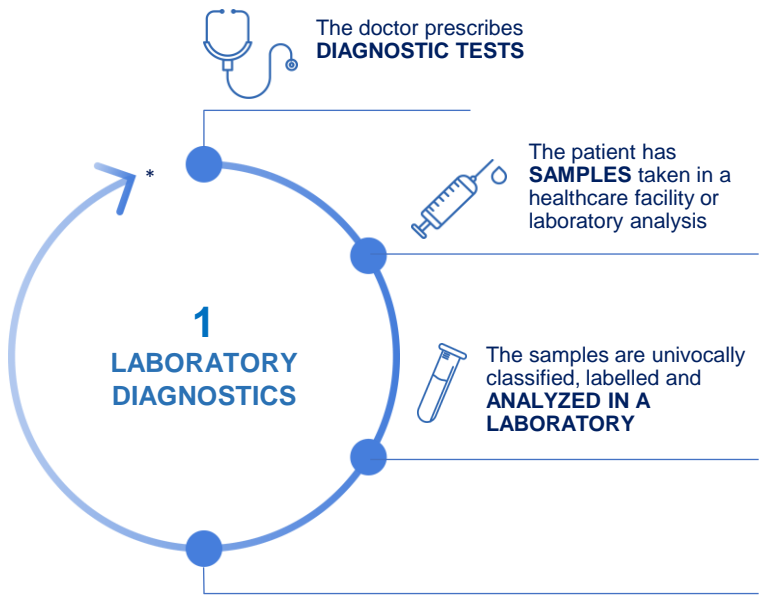 The doctor prescribes
DIAGNOSTIC TESTS
*
The patient has
SAMPLES taken in a
healthcare facility or
laboratory analysis
1
LABORATORY
DIAGNOSTICS
The samples are univocally
classified, labelled and
ANALYZED IN A
LABORATORY